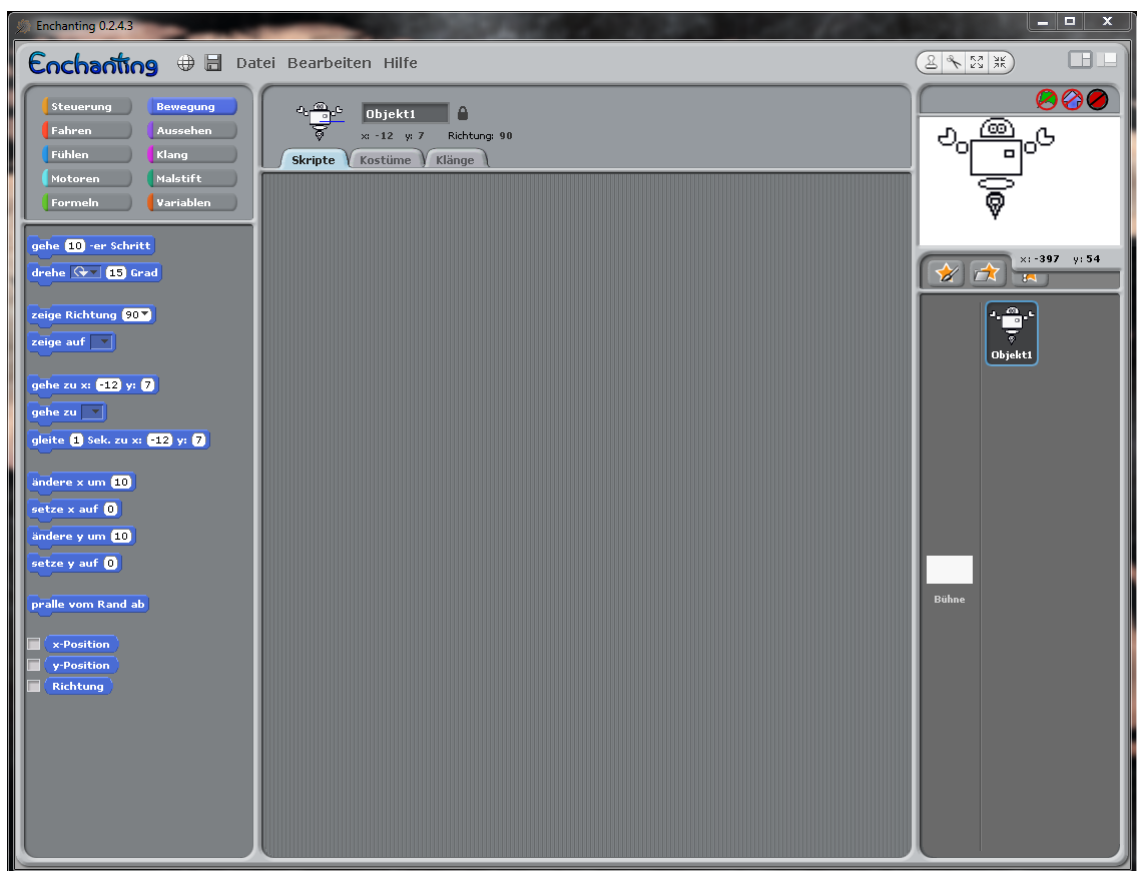 Enchanting 0.2.4.3
Enchanting
Datei Bearbeiten Hilfe
Steuerung Bewegung
Fahren Aussehen
Fühlen Klang
Motoren Malstift
Formeln Variablen
gehe 10 -er Schritt
drehe 15 Grad
zeige Richtung 90
zeige auf
gehe zu x: -12 y: 7
gehe zu
gleite 1 Sek. zu x: -12 y: 7
ändere x um 10
setze x auf 0
ändere y um 10
setze y auf 0
pralle vom Rand ab
x-Position
y-Position
Richtung
Objekt1
x: -12 y: 7 Richtung: 90
Skripte Kostüme Klänge
x: -397 y: 54
Objekt1
Bühne